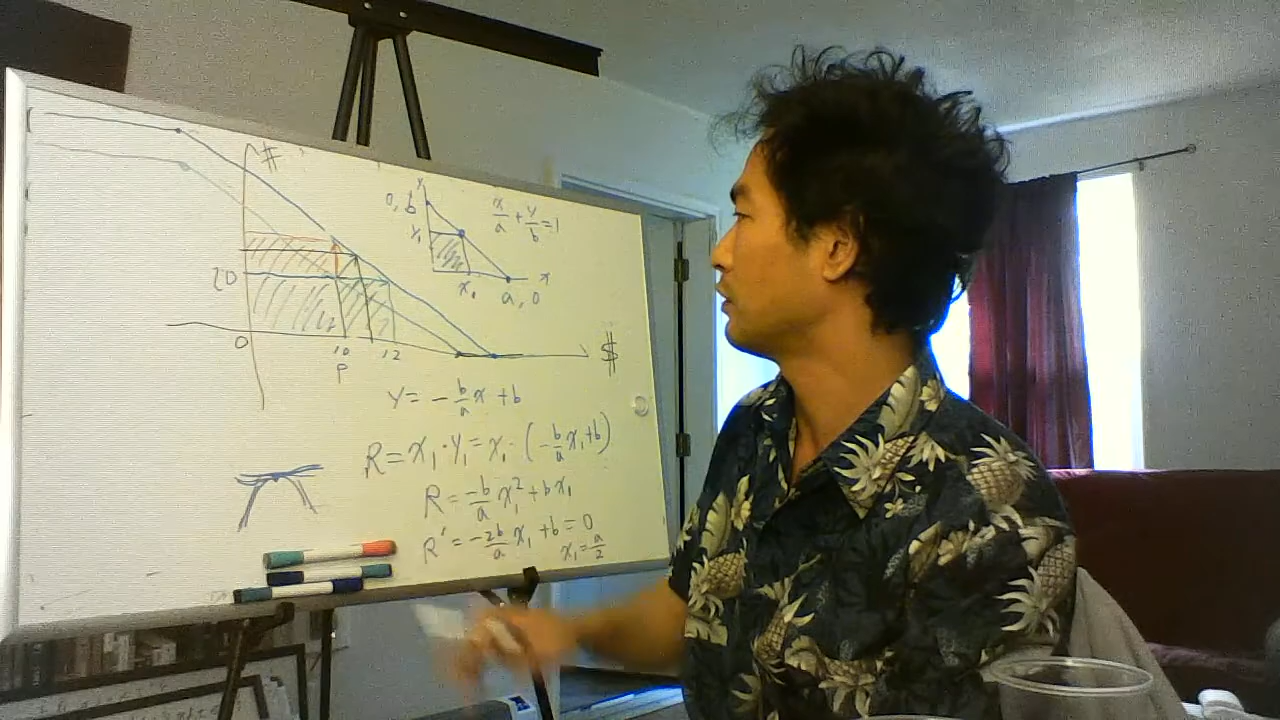 $
0, b
y
x/a + y/b = 1
y₁
x₁
a, 0
x
20
0
10
12
P
$
y = -b/a x + b
R = x₁ · y₁ = x₁ · (-b/a x₁ + b)
R = -b/a x₁² + b x₁
R' = -2b/a x₁ + b = 0
x₁ = a/2